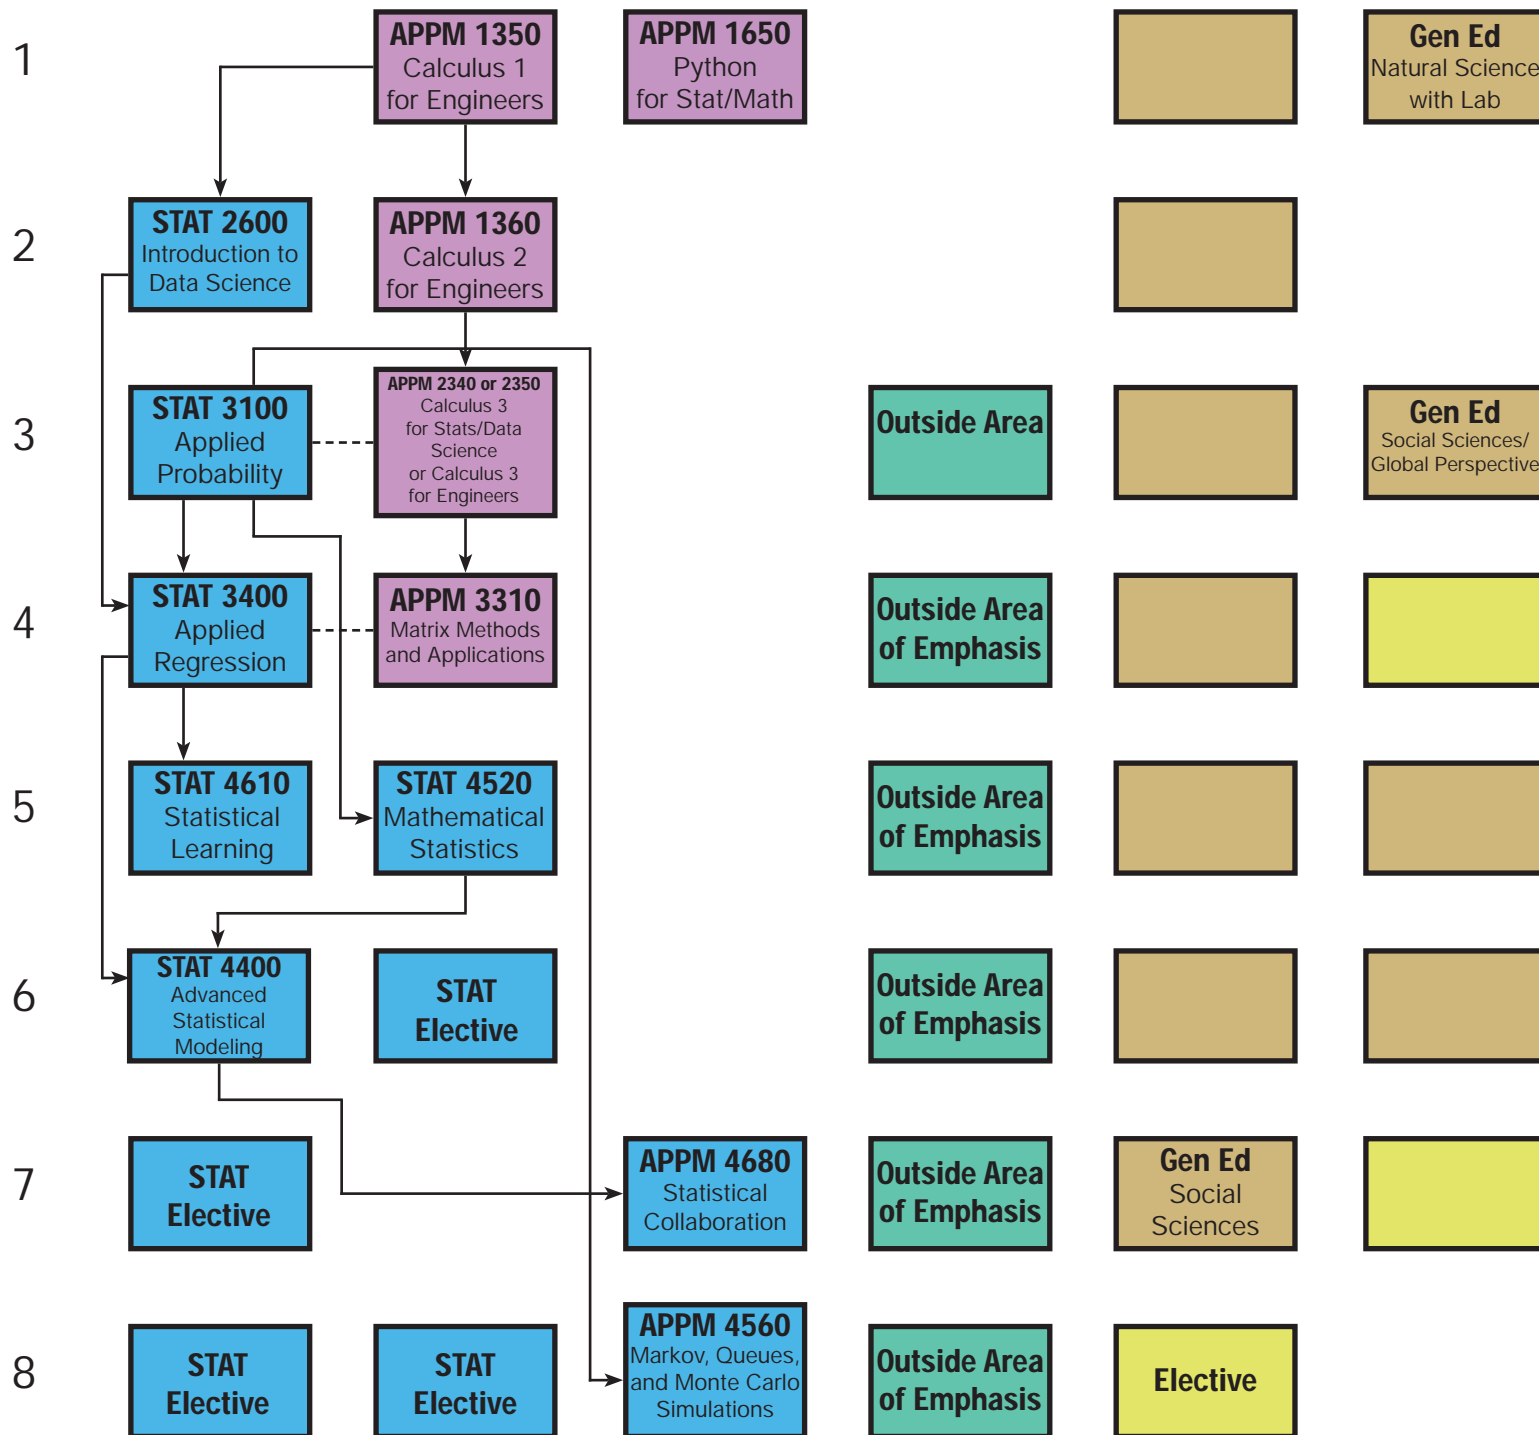 1
APPM 1350
Calculus 1
for Engineers
APPM 1650
Python
for Stat/Math
Gen Ed
Natural Science
with Lab
2
STAT 2600
Introduction to
Data Science
APPM 1360
Calculus 2
for Engineers
3
STAT 3100
Applied
Probability
APPM 2340 or 2350
Calculus 3
for Stats/Data
Science
or Calculus 3
for Engineers
Outside Area
Gen Ed
Social Sciences/
Global Perspective
4
STAT 3400
Applied
Regression
APPM 3310
Matrix Methods
and Applications
Outside Area
of Emphasis
5
STAT 4610
Statistical
Learning
STAT 4520
Mathematical
Statistics
Outside Area
of Emphasis
6
STAT 4400
Advanced
Statistical
Modeling
STAT
Elective
Outside Area
of Emphasis
7
STAT
Elective
APPM 4680
Statistical
Collaboration
Outside Area
of Emphasis
Gen Ed
Social
Sciences
8
STAT
Elective
STAT
Elective
APPM 4560
Markov, Queues,
and Monte Carlo
Simulations
Outside Area
of Emphasis
Elective